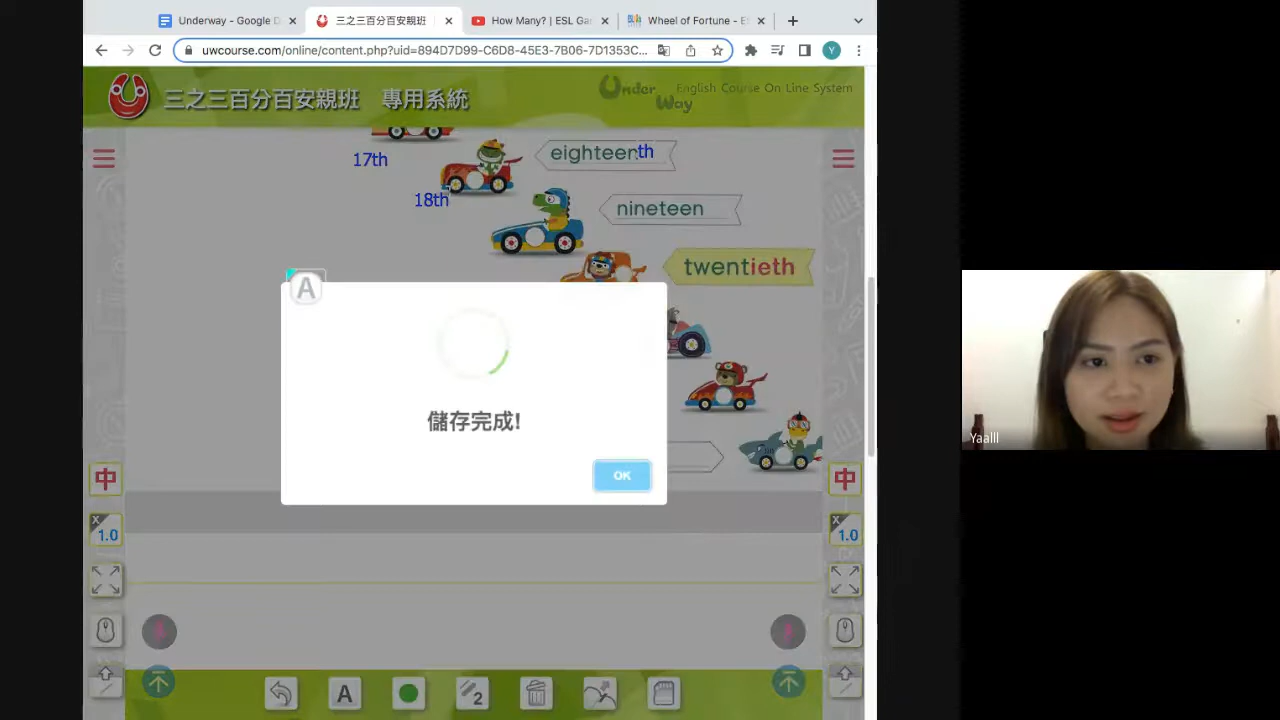 Underway - Google D
三之三百分百安親班
How Many? | ESL Ga
Wheel of Fortune - E
uwcourse.com/online/content.php?uid=894D7D99-C6D8-45E3-7B06-7D1353C...
Y
三之三百分百安親班 專用系統
Under Way
English Course On Line System
17th
eighteenth
18th
nineteen
twentieth
A
儲存完成!
OK
Yaalll
中
中
X 1.0
X 1.0
A
2